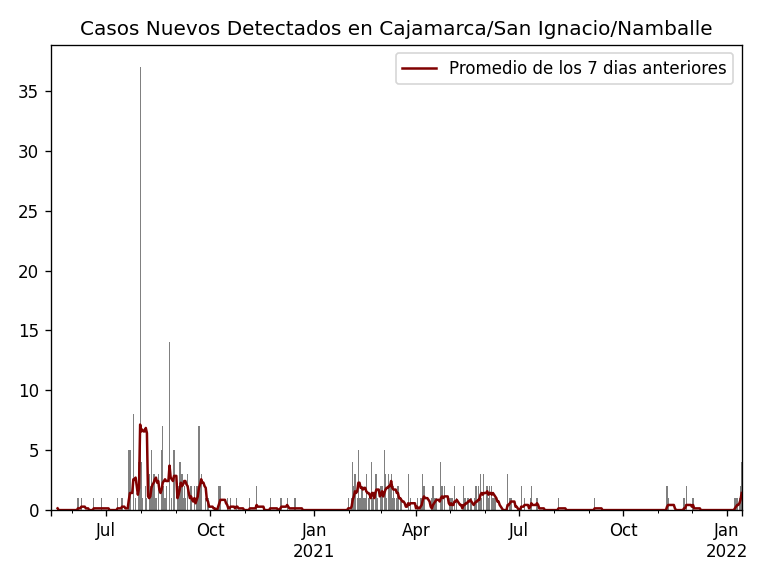 Casos Nuevos Detectados en Cajamarca/San Ignacio/Namballe
Promedio de los 7 dias anteriores
35
30
25
20
15
10
5
0
Jul
Oct
Jan
2021
Apr
Jul
Oct
Jan
2022